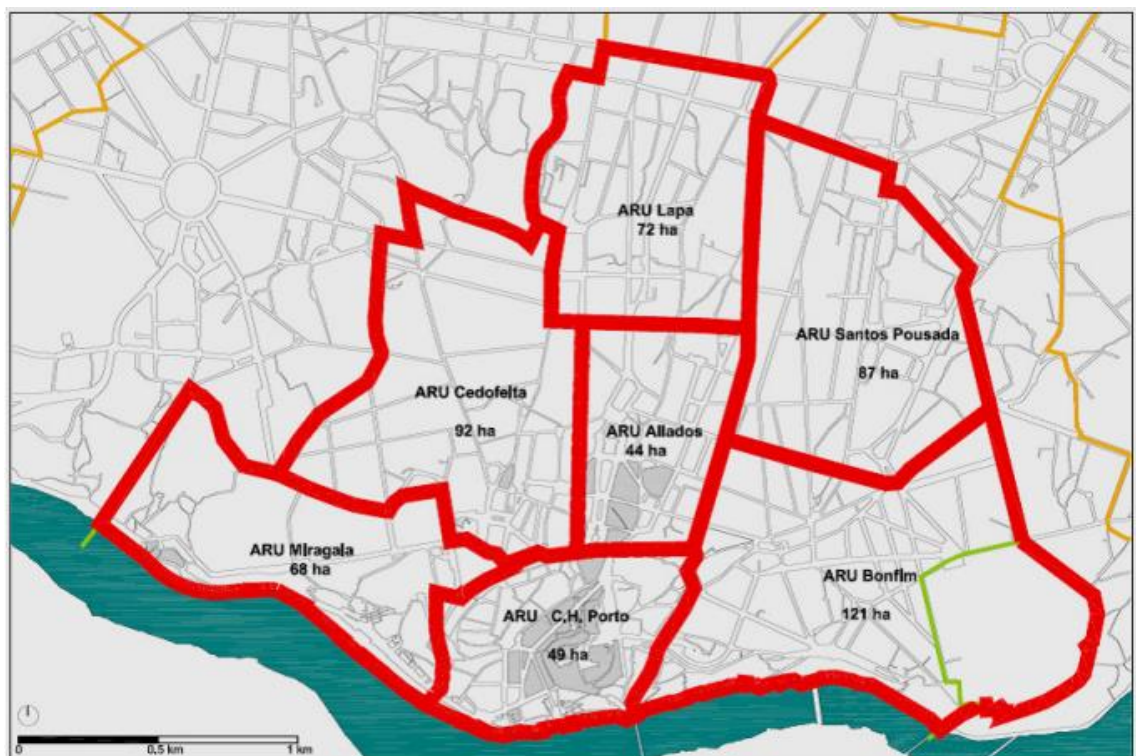 ARU Lapa
72 ha
ARU Santos Pousada
87 ha
ARU Cedofeita
92 ha
ARU Aliados
44 ha
ARU Miragaia
68 ha
ARU Bonfim
121 ha
ARU C.H. Porto
49 ha
0
0.5 km
1 km